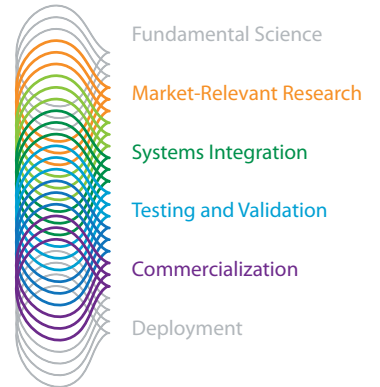 Fundamental Science
Market-Relevant Research
Systems Integration
Testing and Validation
Commercialization
Deployment